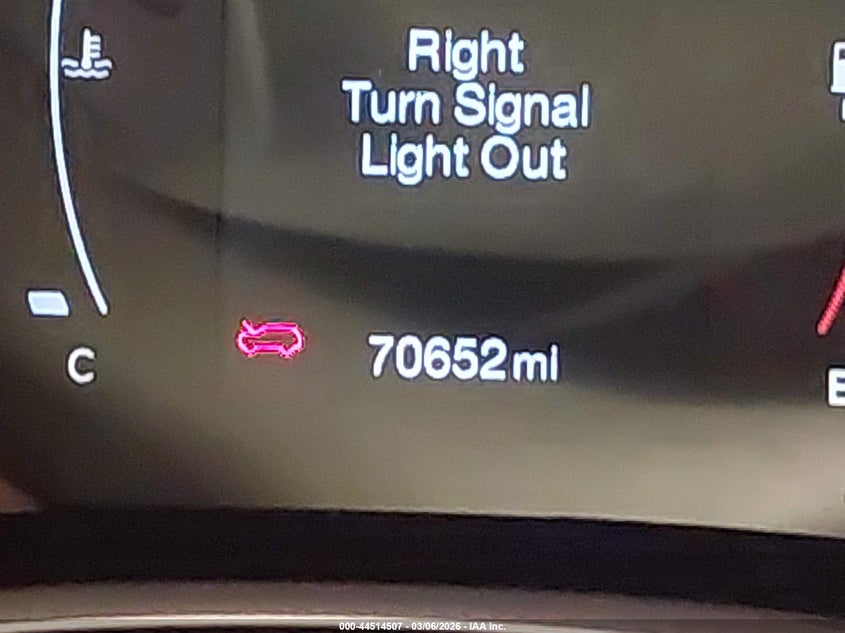 Right
Turn Signal
Light Out
70652mi
C
000-44514507 - 03/06/2026 - IAA Inc.